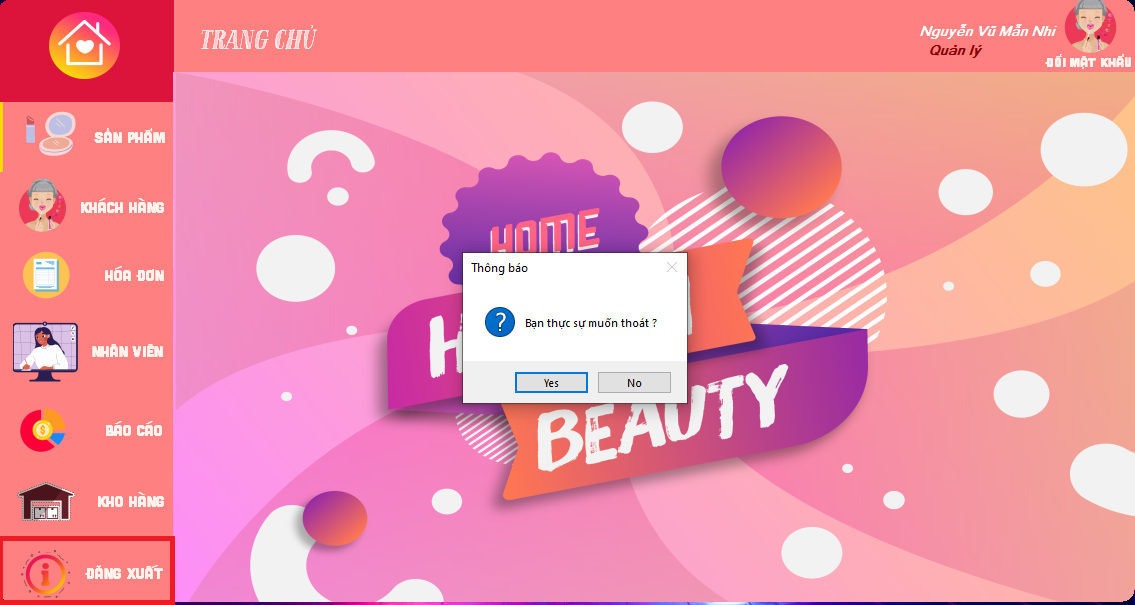 TRANG CHỦ
Nguyễn Vũ Mẫn Nhi
Quản lý
ĐỔI MẬT KHẨU
SẢN PHẨM
KHÁCH HÀNG
HÓA ĐƠN
NHÂN VIÊN
BÁO CÁO
KHO HÀNG
ĐĂNG XUẤT
HOME
BEAUTY
Thông báo
Bạn thực sự muốn thoát ?
Yes
No